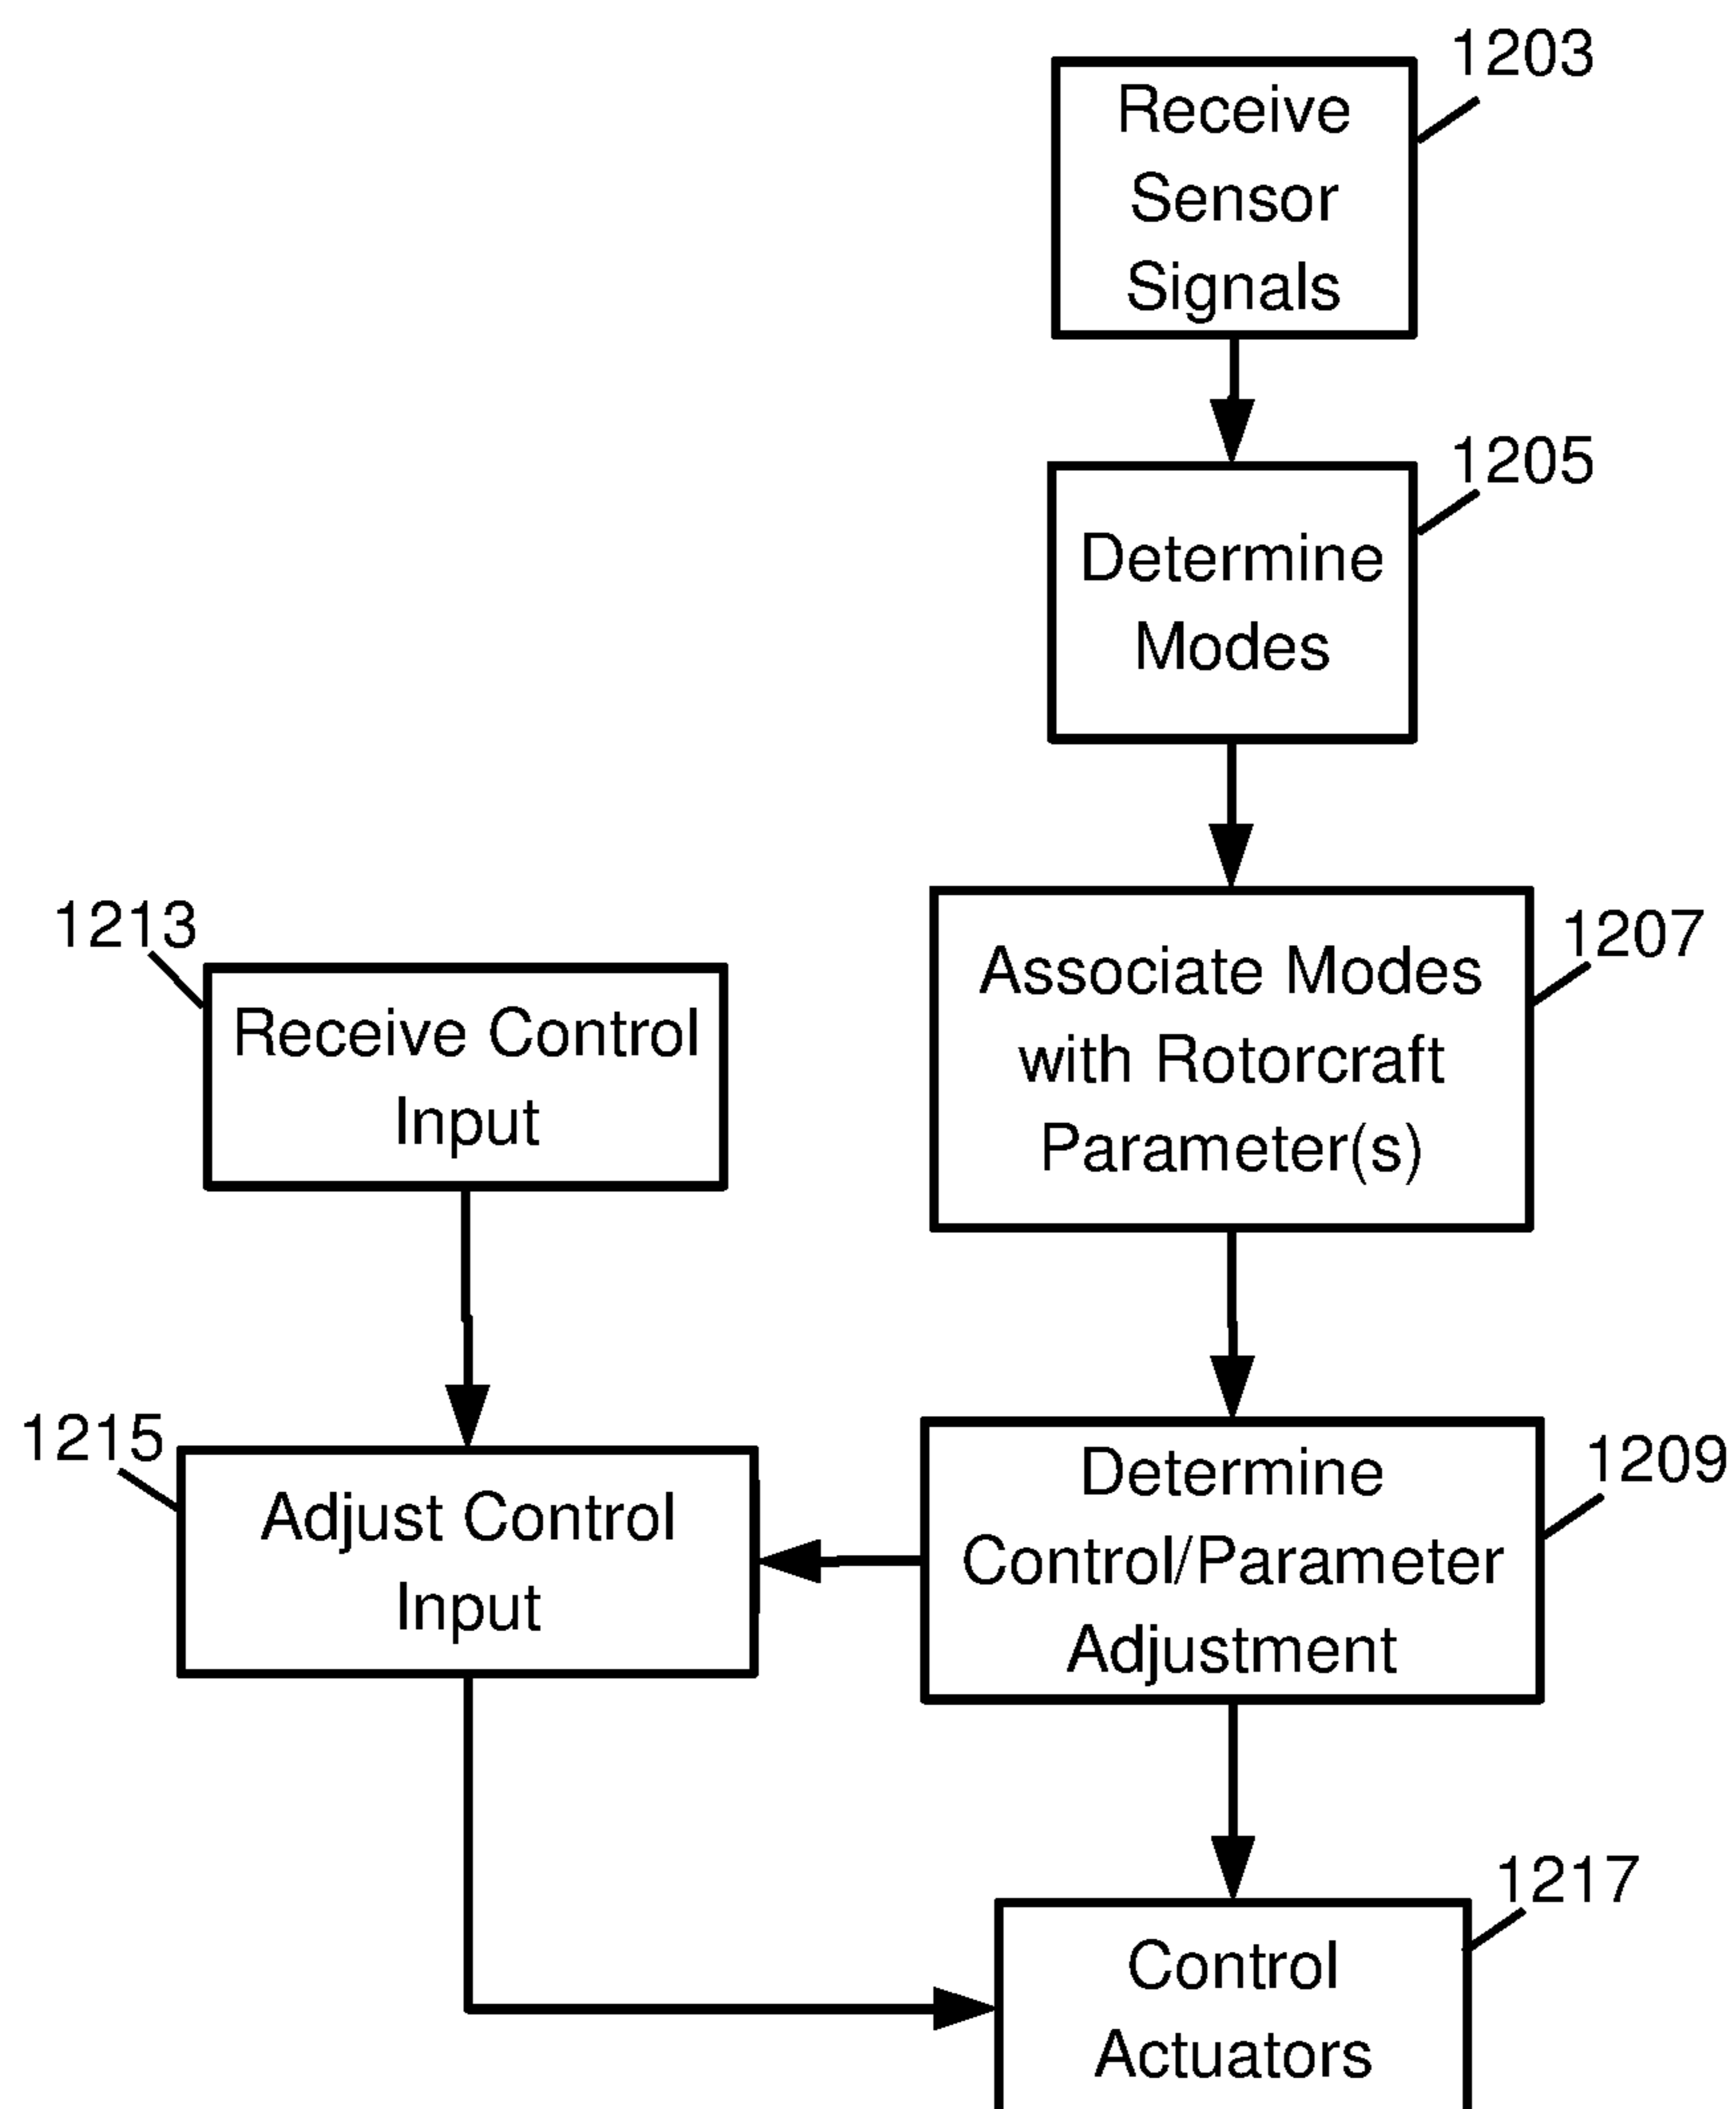 1203
Receive
Sensor
Signals
1205
Determine
Modes
1207
Associate Modes
with Rotorcraft
Parameter(s)
1213
Receive Control
Input
1215
Adjust Control
Input
1209
Determine
Control/Parameter
Adjustment
1217
Control
Actuators